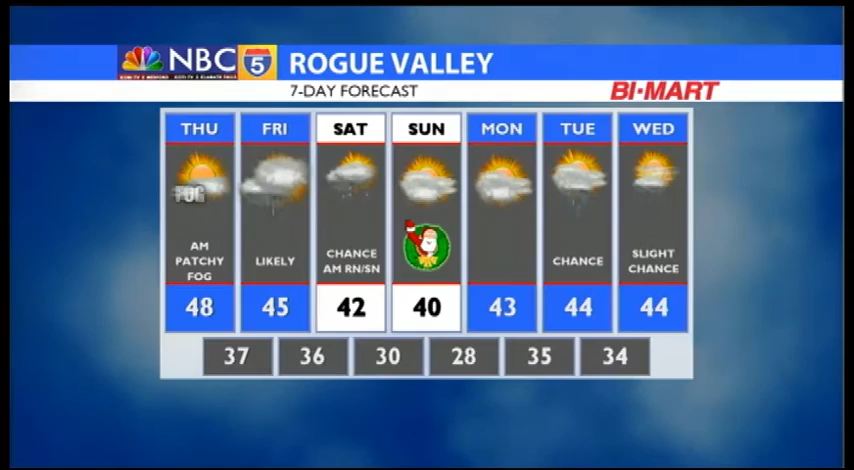 NBC 5 ROGUE VALLEY
7-DAY FORECAST BI-MART
THU FRI SAT SUN MON TUE WED
FOG
AM
PATCHY
FOG
LIKELY
CHANCE
AM RN/SN
CHANCE
SLIGHT
CHANCE
48 45 42 40 43 44 44
37 36 30 28 35 34